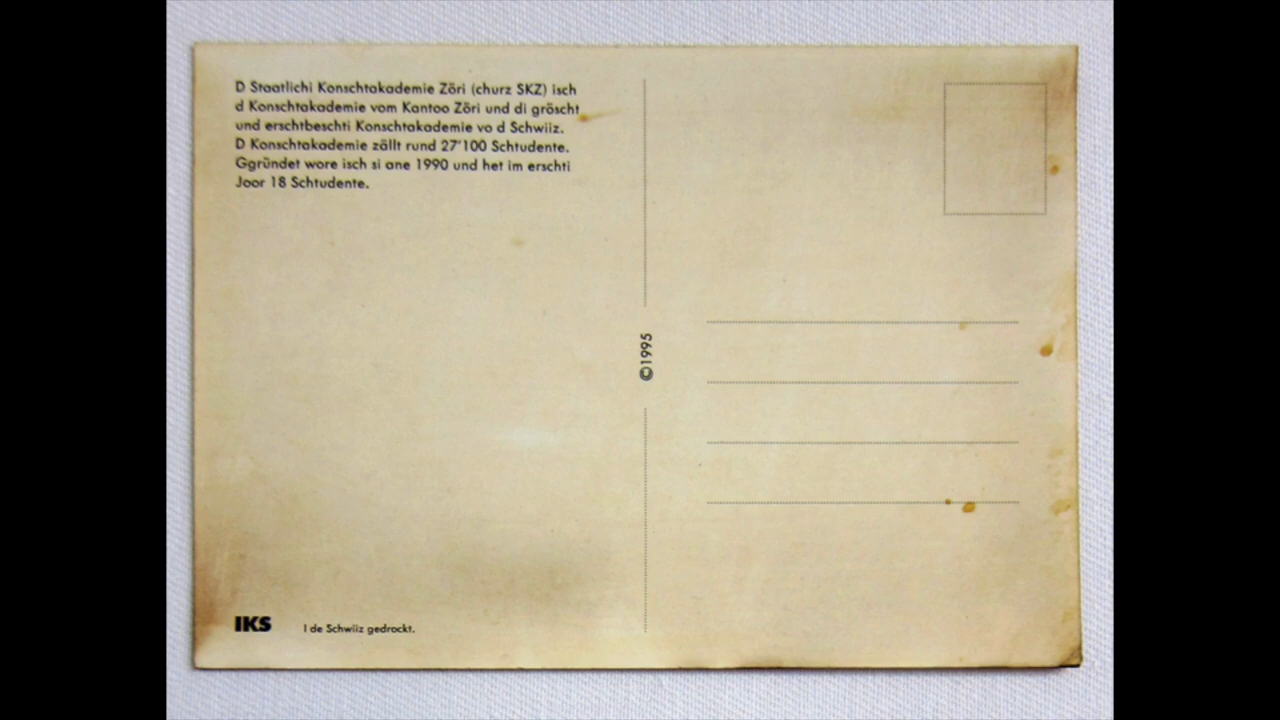 D Staatlichi Konschtakademie Zöri (churz SKZ) isch
d Konschtakademie vom Kantoo Zöri und di gröscht
und erschtbeschti Konschtakademie vo d Schwiiz.
D Konschtakademie zällt rund 27'100 Schtudente.
Ggründet wore isch si ane 1990 und het im erschti
Joor 18 Schtudente.
©1995
IKS I de Schwiiz gedrockt.